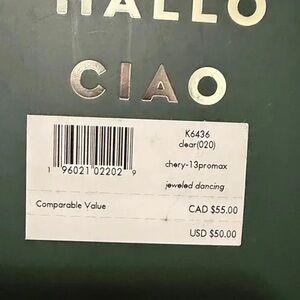 HALLO
CIAO
K6436
clear(020)
1 96021 02202 9
chery-13promax
jeweled dancing
Comparable Value
CAD $55.00
USD $50.00